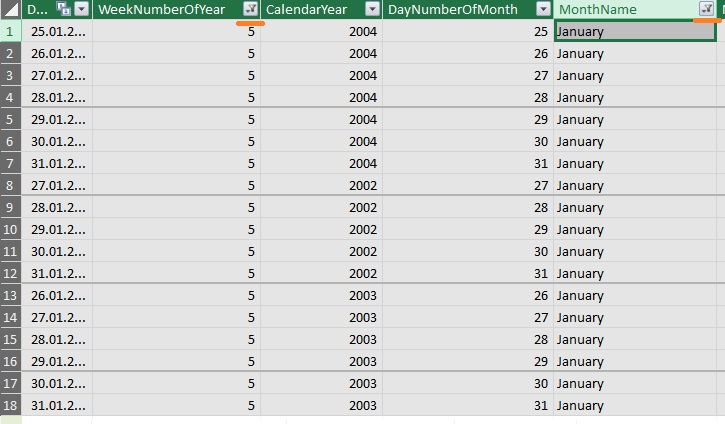 D... WeekNumberOfYear CalendarYear DayNumberOfMonth MonthName
1 25.01.2... 5 2004 25 January
2 26.01.2... 5 2004 26 January
3 27.01.2... 5 2004 27 January
4 28.01.2... 5 2004 28 January
5 29.01.2... 5 2004 29 January
6 30.01.2... 5 2004 30 January
7 31.01.2... 5 2004 31 January
8 27.01.2... 5 2002 27 January
9 28.01.2... 5 2002 28 January
10 29.01.2... 5 2002 29 January
11 30.01.2... 5 2002 30 January
12 31.01.2... 5 2002 31 January
13 26.01.2... 5 2003 26 January
14 27.01.2... 5 2003 27 January
15 28.01.2... 5 2003 28 January
16 29.01.2... 5 2003 29 January
17 30.01.2... 5 2003 30 January
18 31.01.2... 5 2003 31 January